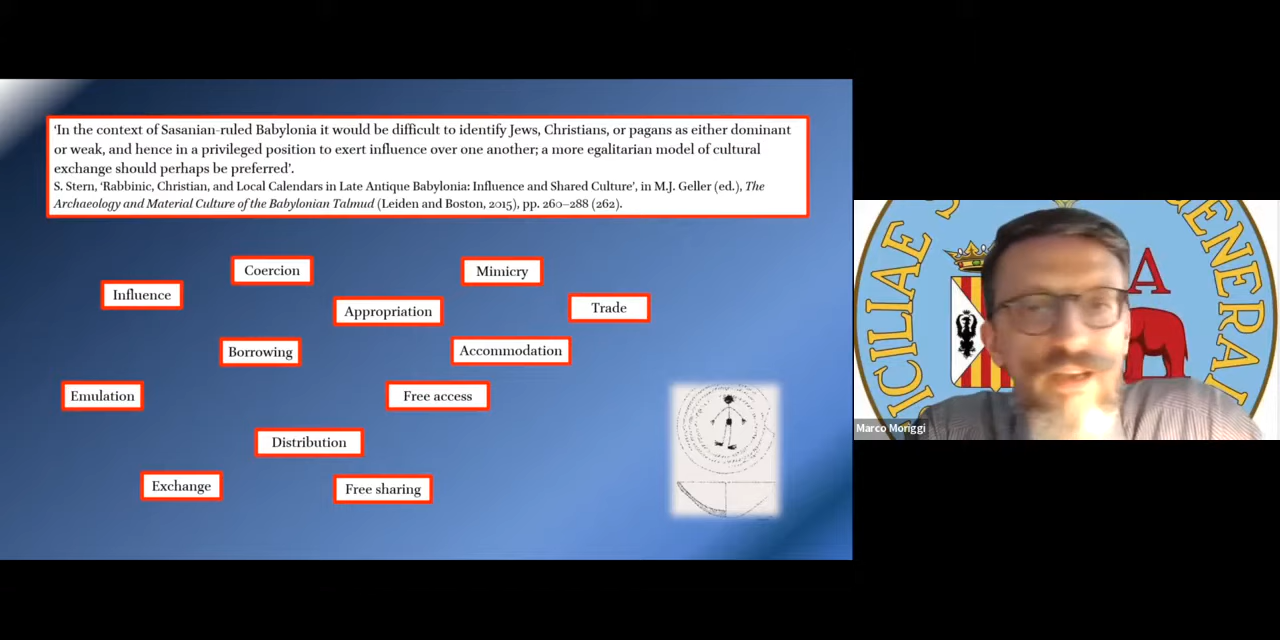 ‘In the context of Sasanian-ruled Babylonia it would be difficult to identify Jews, Christians, or pagans as either dominant
or weak, and hence in a privileged position to exert influence over one another; a more egalitarian model of cultural
exchange should perhaps be preferred’.
S. Stern, ‘Rabbinic, Christian, and Local Calendars in Late Antique Babylonia: Influence and Shared Culture’, in M.J. Geller (ed.), The
Archaeology and Material Culture of the Babylonian Talmud (Leiden and Boston, 2015), pp. 260–288 (262).
Coercion
Mimicry
Influence
Appropriation
Trade
Borrowing
Accommodation
Emulation
Free access
Distribution
Exchange
Free sharing
ICILIAE S
GENERAL
A
Marco Moriggi